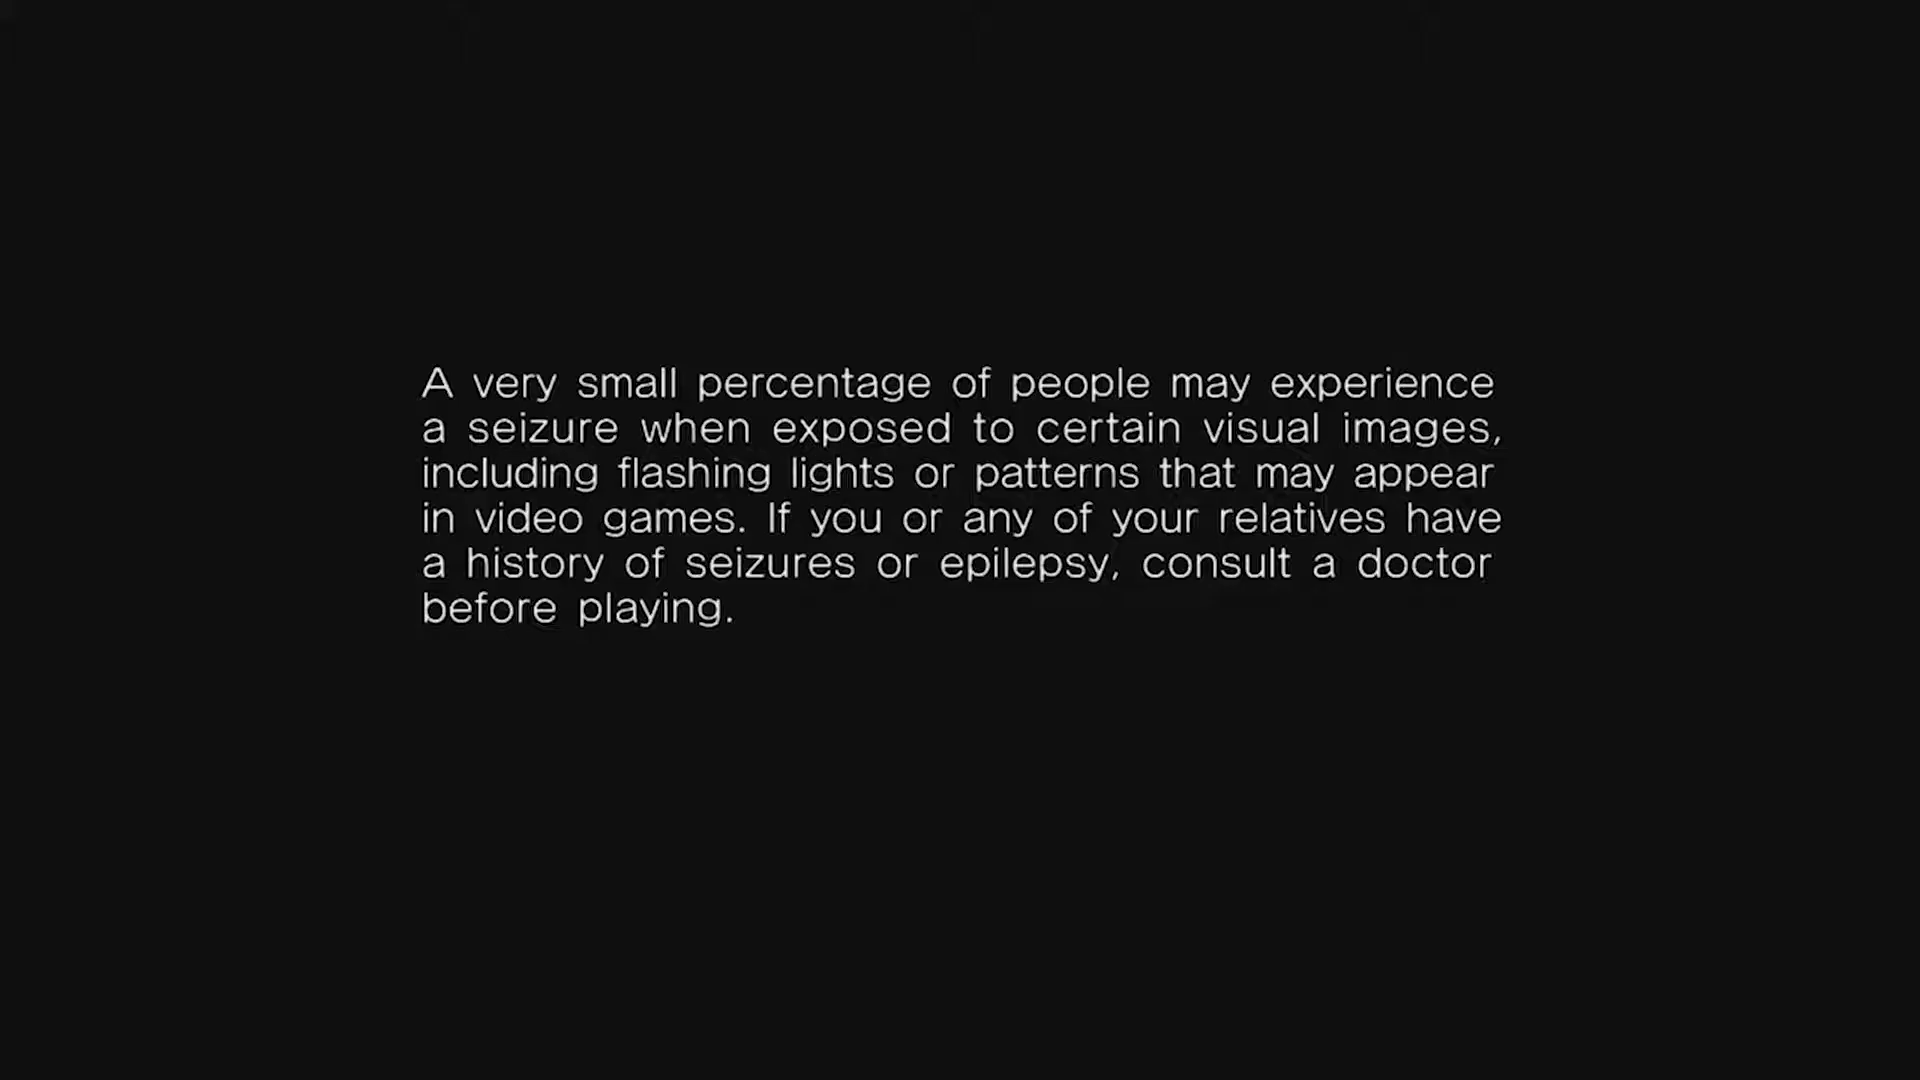 A very small percentage of people may experience
a seizure when exposed to certain visual images,
including flashing lights or patterns that may appear
in video games. If you or any of your relatives have
a history of seizures or epilepsy, consult a doctor
before playing.